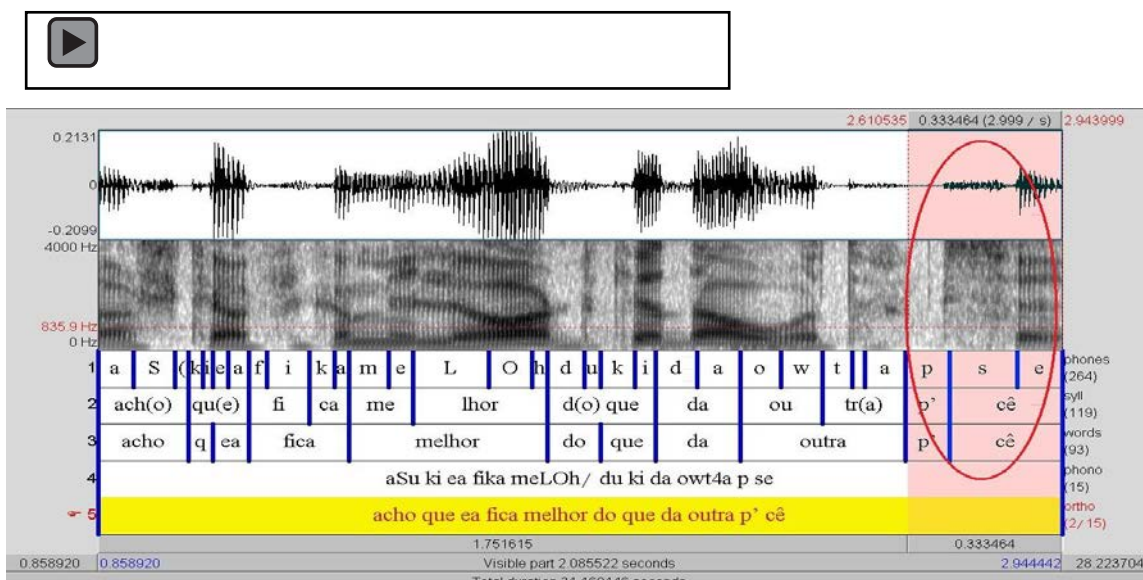 2.610535 0.333464 (2.999 / s) 2.943999
0.2131
0
-0.2099
4000 Hz
835.9 Hz
0 Hz
1 a S ( k i e a f i k a m e L O h d u k i d a o w t a p s e phones (264)
2 ach(o) qu(e) fi ca me lhor d(o) que da ou tr(a) p' cê syll (119)
3 acho q ea fica melhor do que da outra p' cê words (93)
4 aSu ki ea fika meLOh/ du ki da owt4a p se phono (15)
5 acho que ea fica melhor do que da outra p' cê ortho (2/15)
1.751615 0.333464
0.858920 0.858920 Visible part 2.085522 seconds 2.944442 28.223704